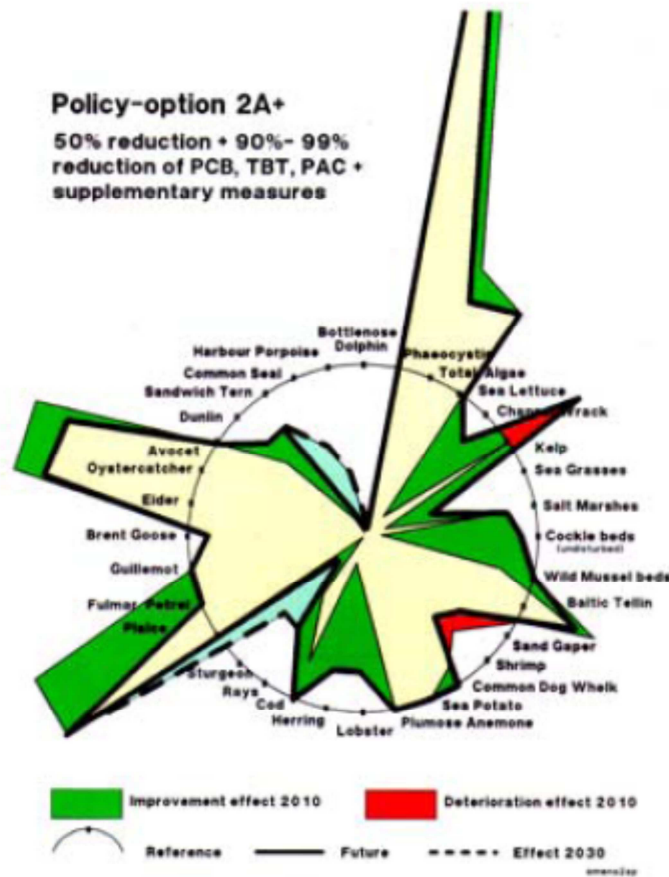 Policy-option 2A+
50% reduction + 90%- 99%
reduction of PCB, TBT, PAC +
supplementary measures
Bottlenose
Dolphin
Harbour Porpoise
Phaeocystis
Common Seal
Total Algae
Sandwich Tern
Sea Lettuce
Dunlin
Kelp
Avocet
Oystercatcher
Sea Grasses
Eider
Salt Marshes
Brent Goose
Cockle beds
(undisturbed)
Guillemot
Wild Mussel beds
Fulmar Petrel
Baltic Tellin
Plaice
Sand Gaper
Shrimp
Sturgeon
Common Dog Whelk
Rays
Sea Potato
Cod
Plumose Anemone
Herring
Lobster
Improvement effect 2010
Deterioration effect 2010
Reference
Future
Effect 2030